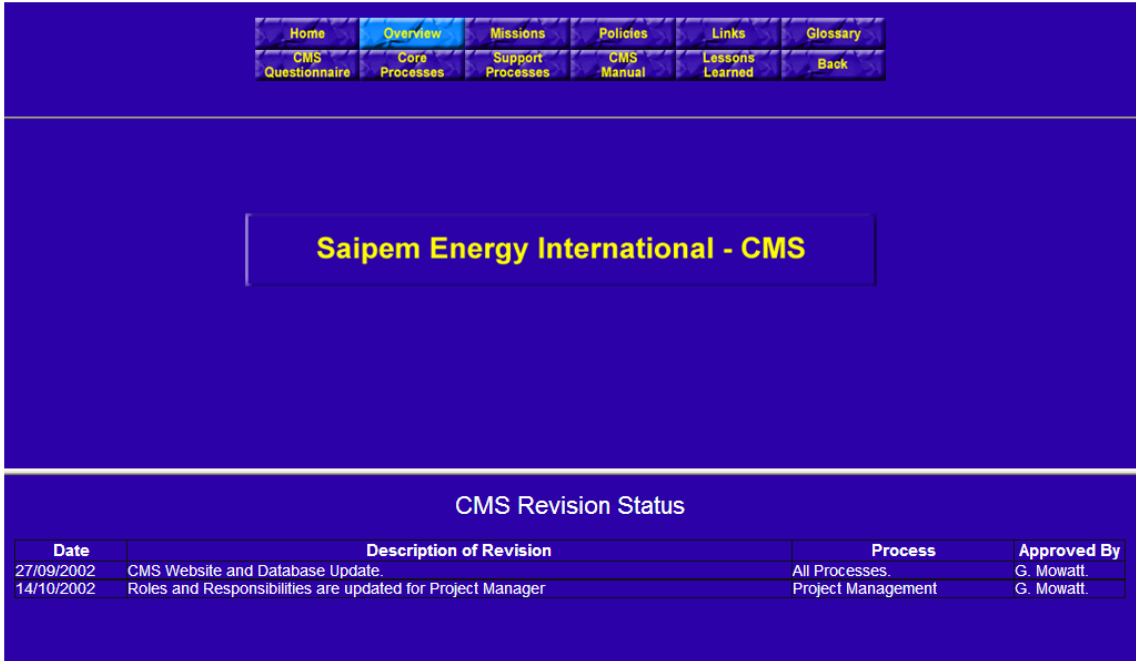 Home Overview Missions Policies Links Glossary
CMS Questionnaire Core Processes Support Processes CMS Manual Lessons Learned Back
Saipem Energy International - CMS
CMS Revision Status
Date Description of Revision Process Approved By
27/09/2002 CMS Website and Database Update. All Processes. G. Mowatt.
14/10/2002 Roles and Responsibilities are updated for Project Manager Project Management G. Mowatt.